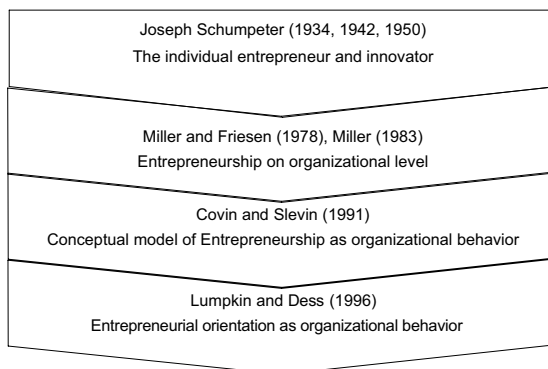 Joseph Schumpeter (1934, 1942, 1950)
The individual entrepreneur and innovator
Miller and Friesen (1978), Miller (1983)
Entrepreneurship on organizational level
Covin and Slevin (1991)
Conceptual model of Entrepreneurship as organizational behavior
Lumpkin and Dess (1996)
Entrepreneurial orientation as organizational behavior